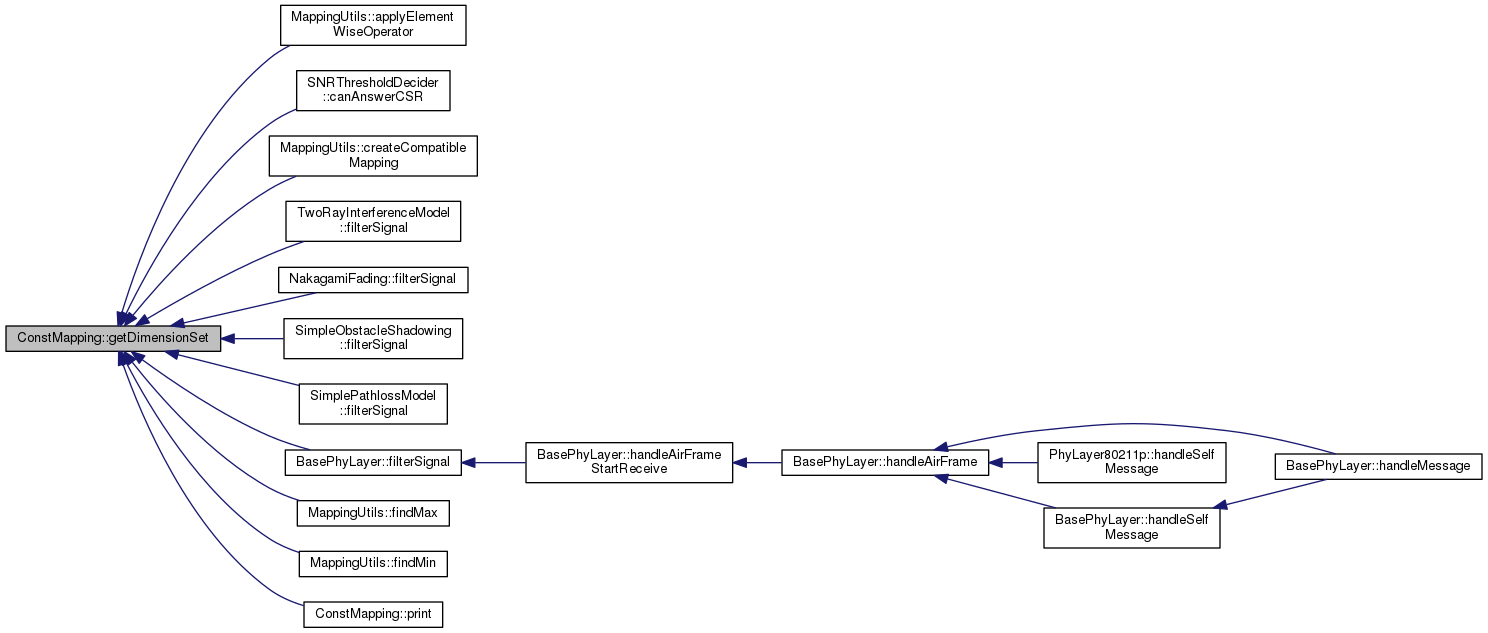 MappingUtils::applyElement
WiseOperator
SNRThresholdDecider
::canAnswerCSR
MappingUtils::createCompatible
Mapping
TwoRayInterferenceModel
::filterSignal
NakagamiFading::filterSignal
ConstMapping::getDimensionSet
SimpleObstacleShadowing
::filterSignal
SimplePathlossModel
::filterSignal
BasePhyLayer::filterSignal
BasePhyLayer::handleAirFrame
StartReceive
BasePhyLayer::handleAirFrame
PhyLayer80211p::handleSelf
Message
BasePhyLayer::handleMessage
BasePhyLayer::handleSelf
Message
MappingUtils::findMax
MappingUtils::findMin
ConstMapping::print